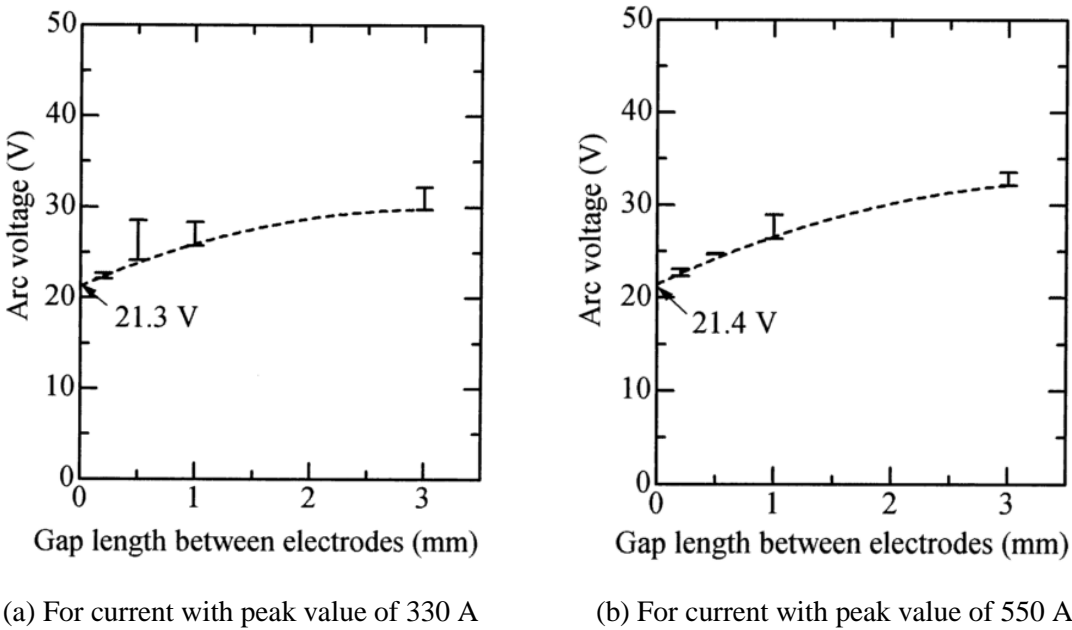 50
40
30
20
10
0
Arc voltage (V)
21.3 V
0 1 2 3
Gap length between electrodes (mm)
(a) For current with peak value of 330 A
50
40
30
20
10
0
Arc voltage (V)
21.4 V
0 1 2 3
Gap length between electrodes (mm)
(b) For current with peak value of 550 A